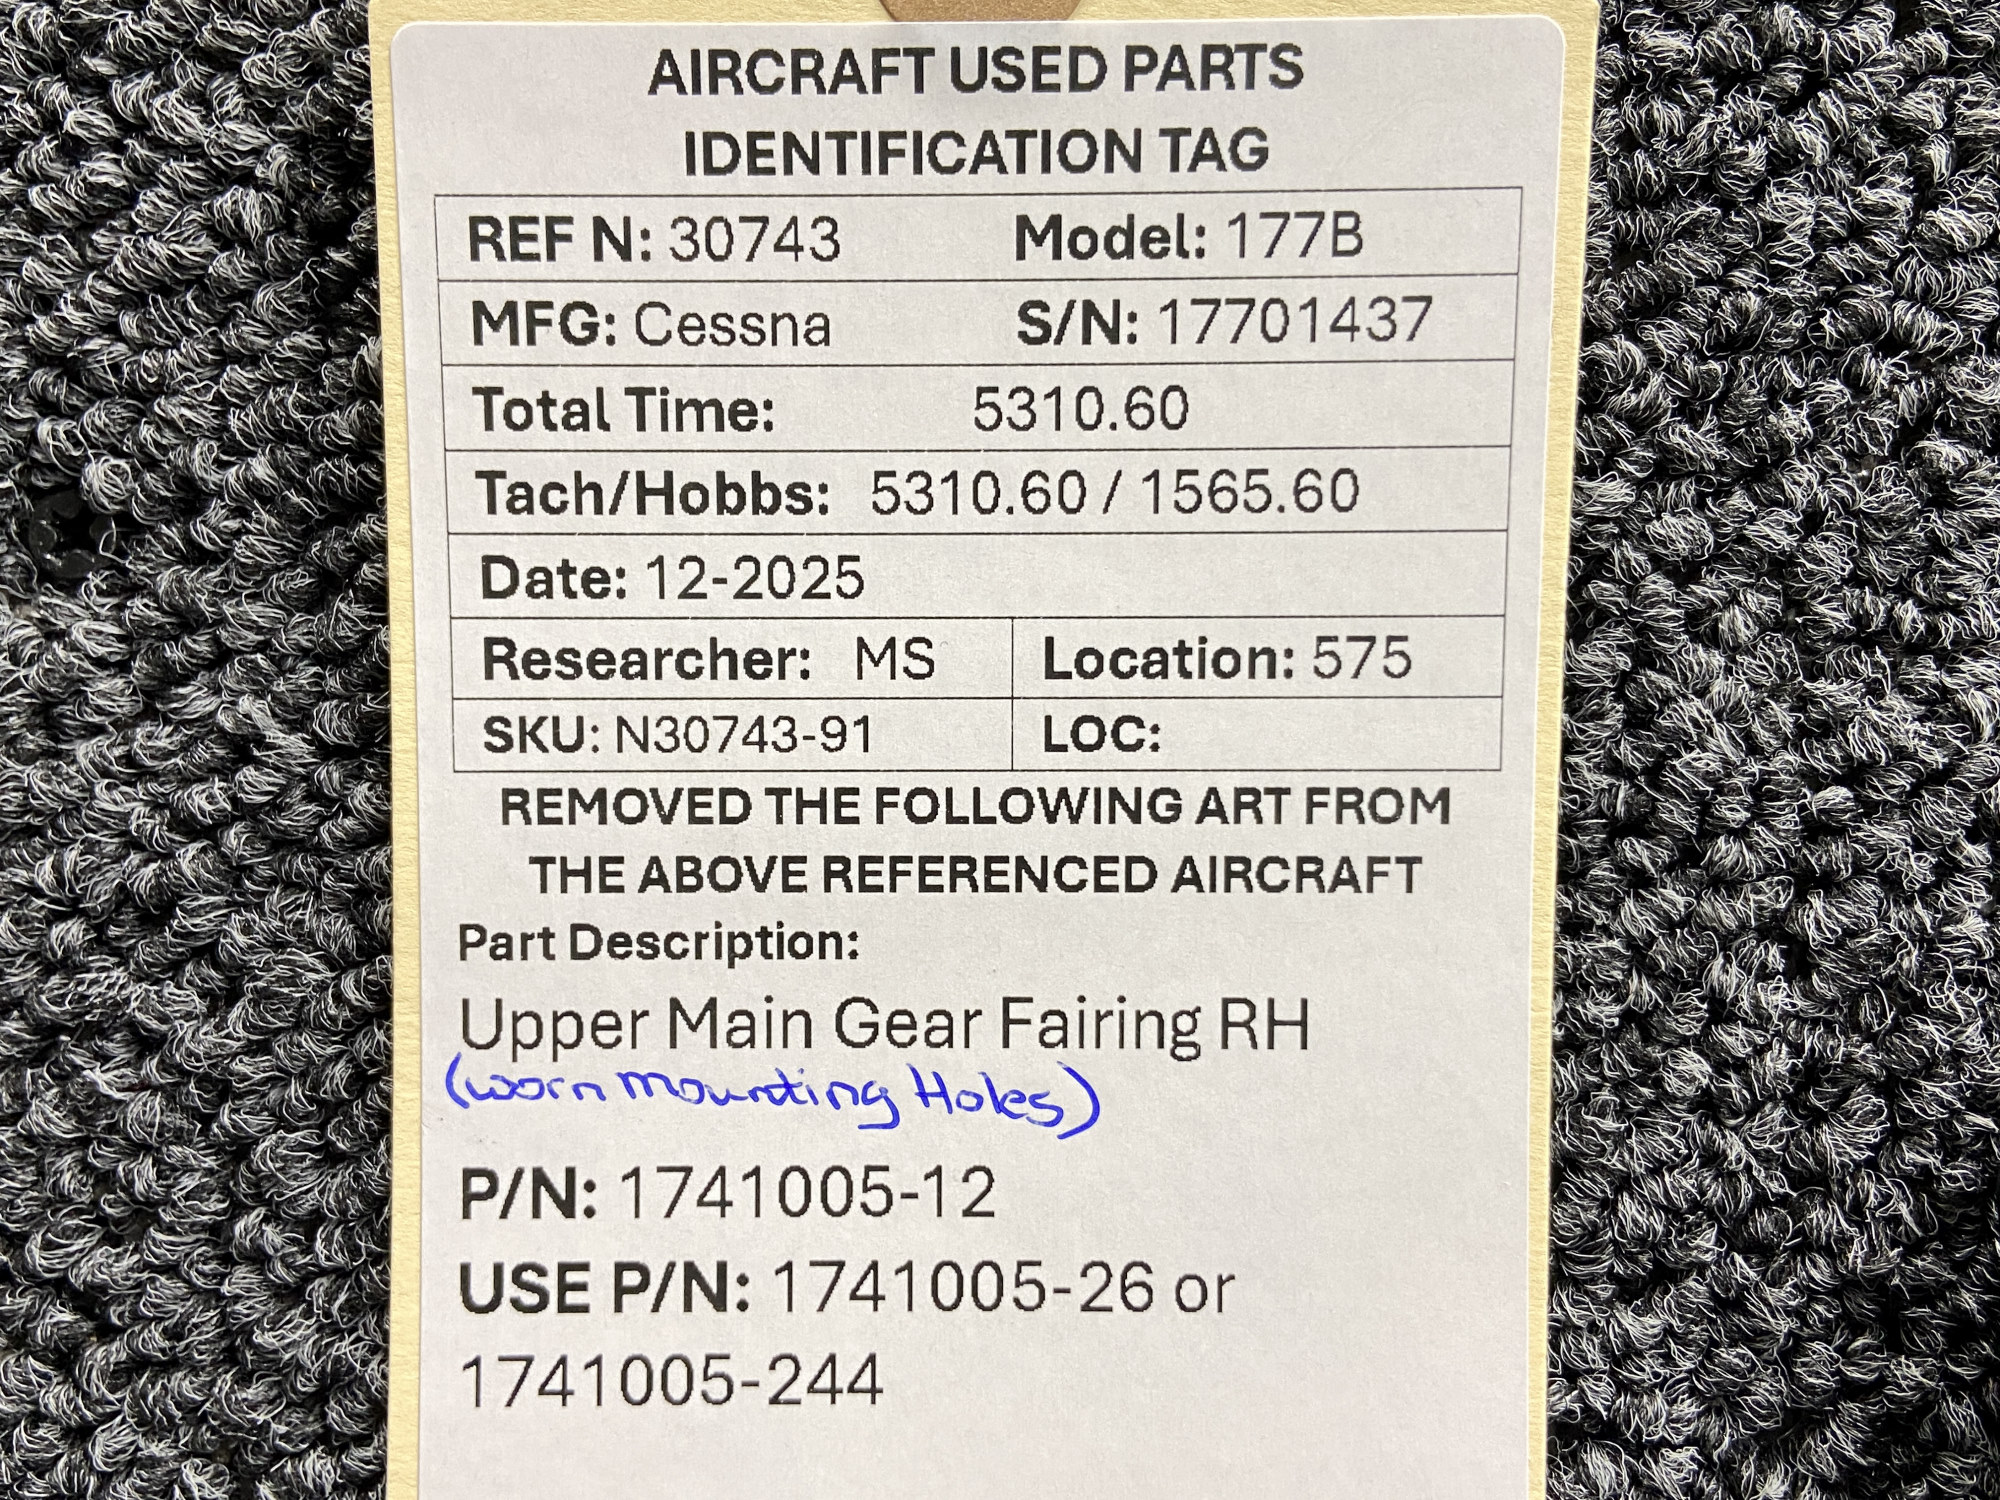 AIRCRAFT USED PARTS
IDENTIFICATION TAG
REF N: 30743 Model: 177B
MFG: Cessna S/N: 17701437
Total Time: 5310.60
Tach/Hobbs: 5310.60 / 1565.60
Date: 12-2025
Researcher: MS Location: 575
SKU: N30743-91 LOC:
REMOVED THE FOLLOWING ART FROM
THE ABOVE REFERENCED AIRCRAFT
Part Description:
Upper Main Gear Fairing RH
(worn mounting Holes)
P/N: 1741005-12
USE P/N: 1741005-26 or
1741005-244